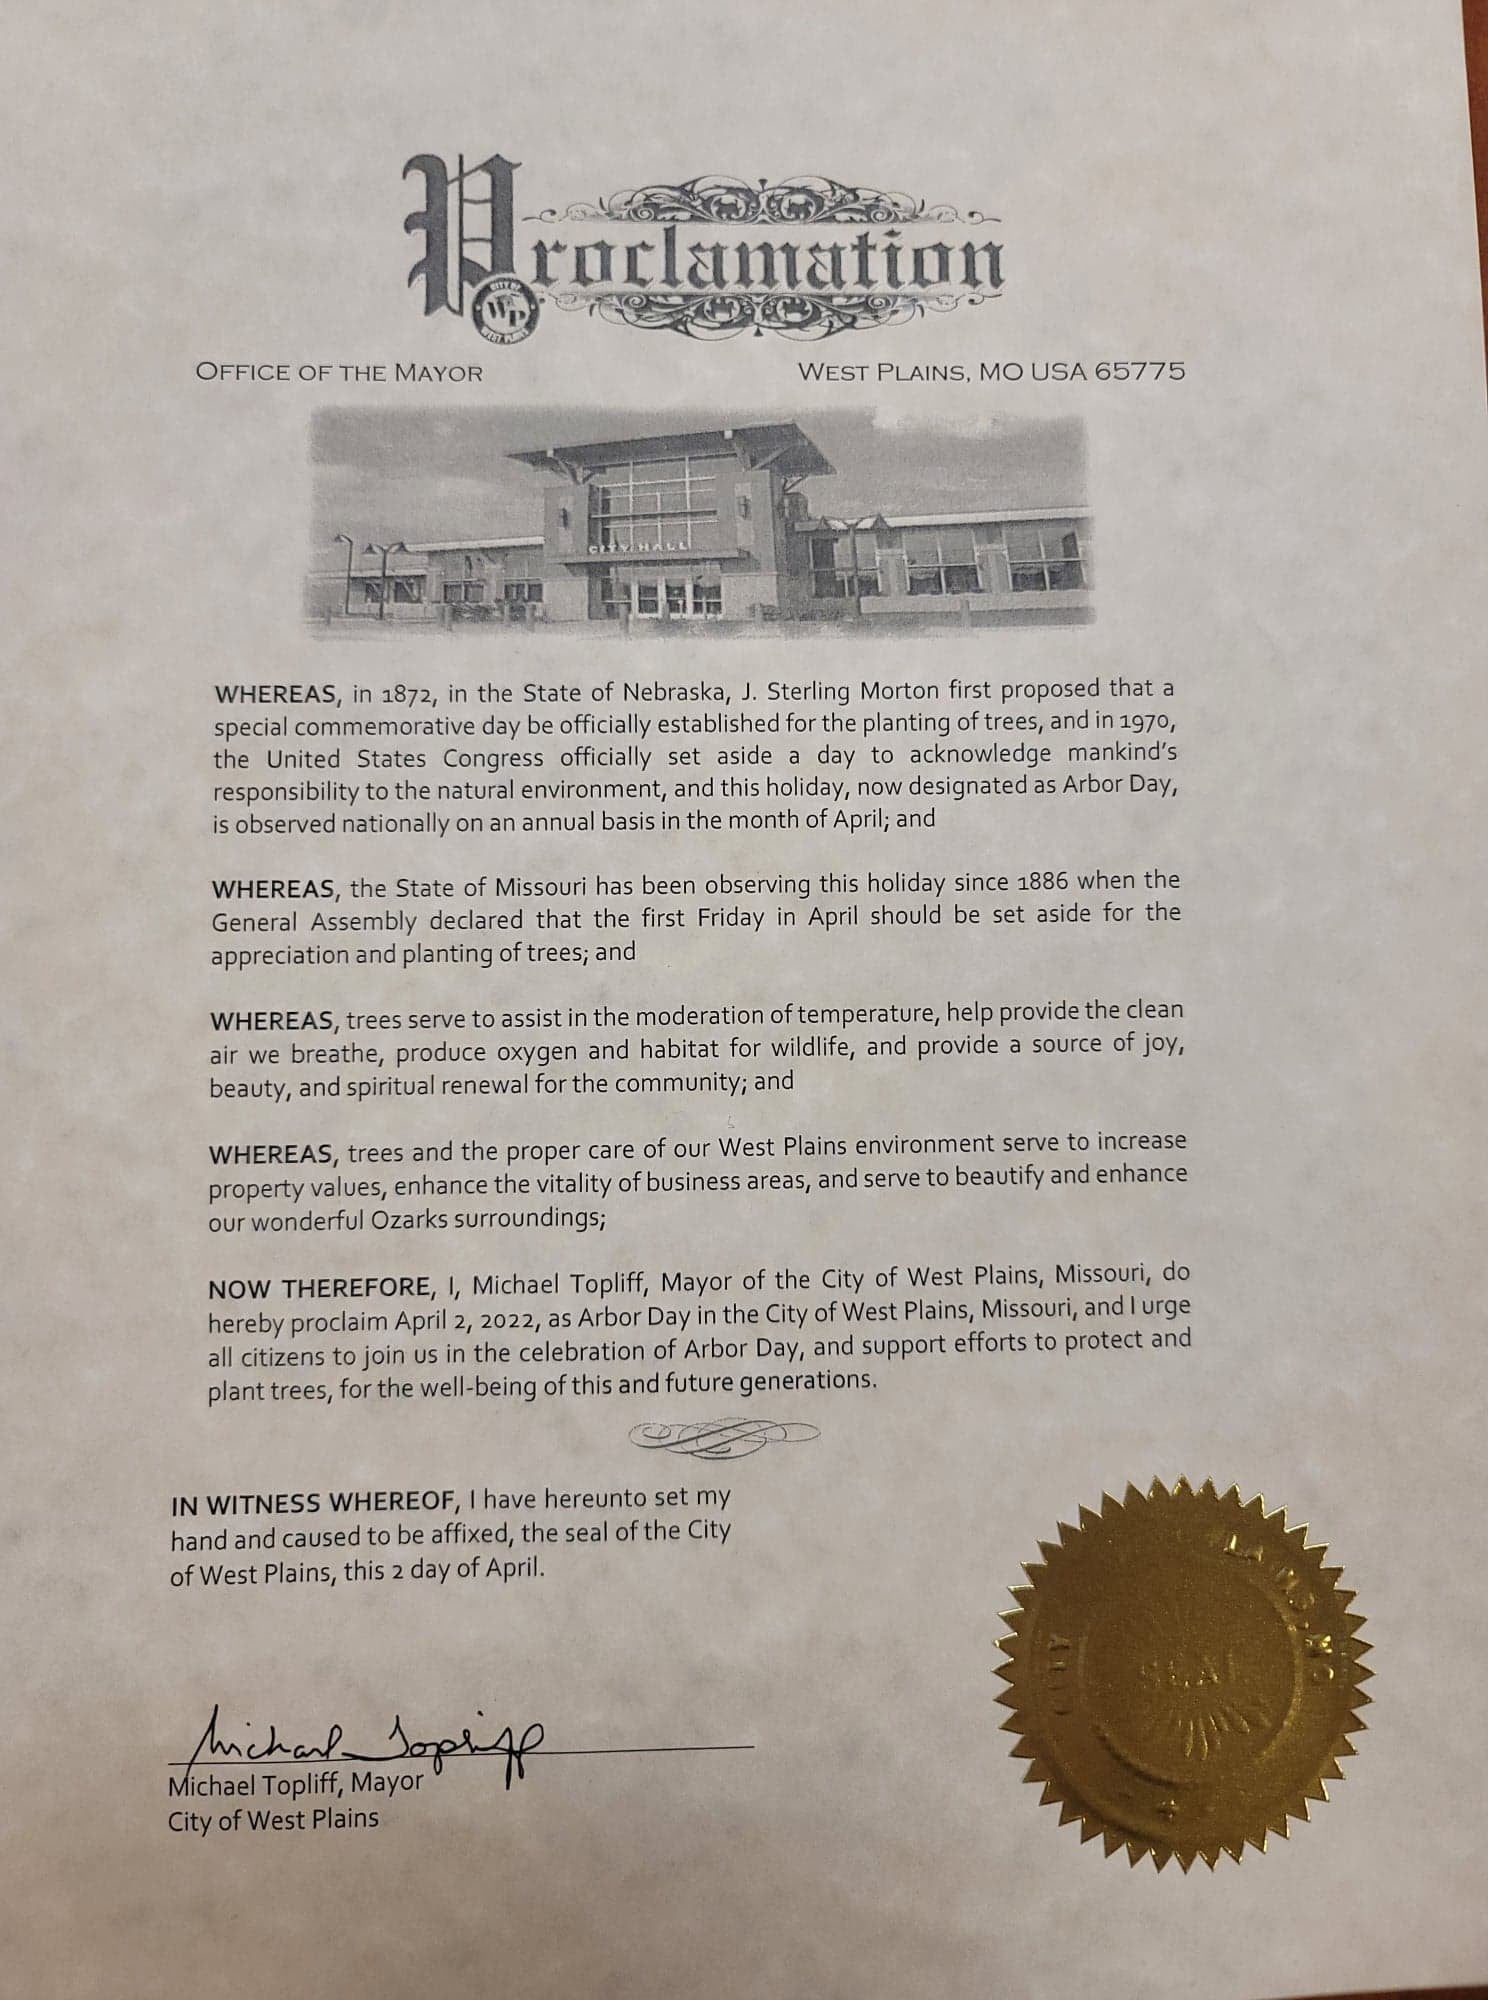 Proclamation
CITY OF
WP
WEST PLAINS
OFFICE OF THE MAYOR
WEST PLAINS, MO USA 65775
CITY HALL
WHEREAS, in 1872, in the State of Nebraska, J. Sterling Morton first proposed that a
special commemorative day be officially established for the planting of trees, and in 1970,
the United States Congress officially set aside a day to acknowledge mankind's
responsibility to the natural environment, and this holiday, now designated as Arbor Day,
is observed nationally on an annual basis in the month of April; and
WHEREAS, the State of Missouri has been observing this holiday since 1886 when the
General Assembly declared that the first Friday in April should be set aside for the
appreciation and planting of trees; and
WHEREAS, trees serve to assist in the moderation of temperature, help provide the clean
air we breathe, produce oxygen and habitat for wildlife, and provide a source of joy,
beauty, and spiritual renewal for the community; and
WHEREAS, trees and the proper care of our West Plains environment serve to increase
property values, enhance the vitality of business areas, and serve to beautify and enhance
our wonderful Ozarks surroundings;
NOW THEREFORE, I, Michael Topliff, Mayor of the City of West Plains, Missouri, do
hereby proclaim April 2, 2022, as Arbor Day in the City of West Plains, Missouri, and I urge
all citizens to join us in the celebration of Arbor Day, and support efforts to protect and
plant trees, for the well-being of this and future generations.
IN WITNESS WHEREOF, I have hereunto set my
hand and caused to be affixed, the seal of the City
of West Plains, this 2 day of April.
Michael Topliff
Michael Topliff, Mayor
City of West Plains
CITY
SEAL